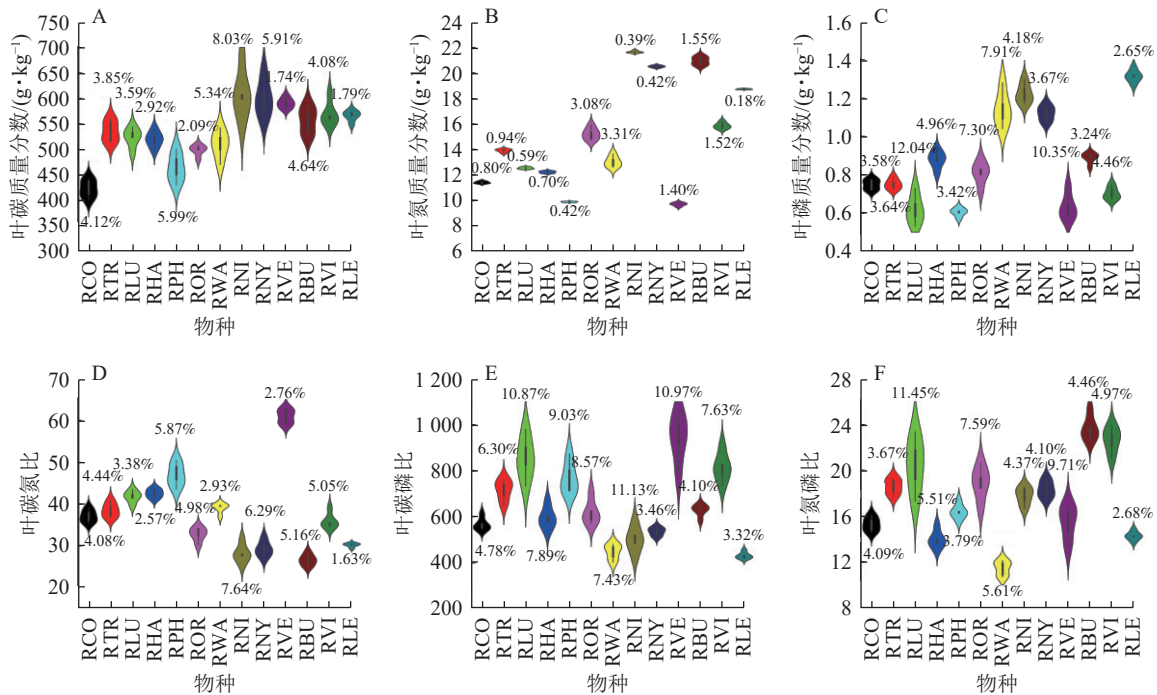 A
叶碳质量分数/(g·kg⁻¹)
750
700
650
600
550
500
450
400
350
300
4.12%
3.85%
3.59%
2.92%
5.99%
2.09%
5.34%
8.03%
5.91%
1.74%
4.64%
4.08%
1.79%
RCO
RTR
RLU
RHA
RPH
ROR
RWA
RNI
RNY
RVE
RBU
RVI
RLE
物种
B
叶氮质量分数/(g·kg⁻¹)
24
22
20
18
16
14
12
10
8
6
0.80%
0.94%
0.59%
0.70%
0.42%
3.08%
3.31%
0.39%
0.42%
1.40%
1.55%
1.52%
0.18%
RCO
RTR
RLU
RHA
RPH
ROR
RWA
RNI
RNY
RVE
RBU
RVI
RLE
物种
C
叶磷质量分数/(g·kg⁻¹)
1.6
1.4
1.2
1.0
0.8
0.6
0.4
3.58%
3.64%
12.04%
4.96%
3.42%
7.30%
7.91%
4.18%
3.67%
10.35%
3.24%
4.46%
2.65%
RCO
RTR
RLU
RHA
RPH
ROR
RWA
RNI
RNY
RVE
RBU
RVI
RLE
物种
D
叶碳氮比
70
60
50
40
30
20
4.08%
4.44%
3.38%
2.57%
5.87%
4.98%
2.93%
7.64%
6.29%
2.76%
5.16%
5.05%
1.63%
RCO
RTR
RLU
RHA
RPH
ROR
RWA
RNI
RNY
RVE
RBU
RVI
RLE
物种
E
叶碳磷比
1 200
1 000
800
600
400
200
4.78%
6.30%
10.87%
7.89%
9.03%
8.57%
7.43%
11.13%
3.46%
10.97%
4.10%
7.63%
3.32%
RCO
RTR
RLU
RHA
RPH
ROR
RWA
RNI
RNY
RVE
RBU
RVI
RLE
物种
F
叶氮磷比
28
24
20
16
12
8
4.09%
3.67%
11.45%
5.51%
3.79%
7.59%
5.61%
4.37%
4.10%
9.71%
4.46%
4.97%
2.68%
RCO
RTR
RLU
RHA
RPH
ROR
RWA
RNI
RNY
RVE
RBU
RVI
RLE
物种